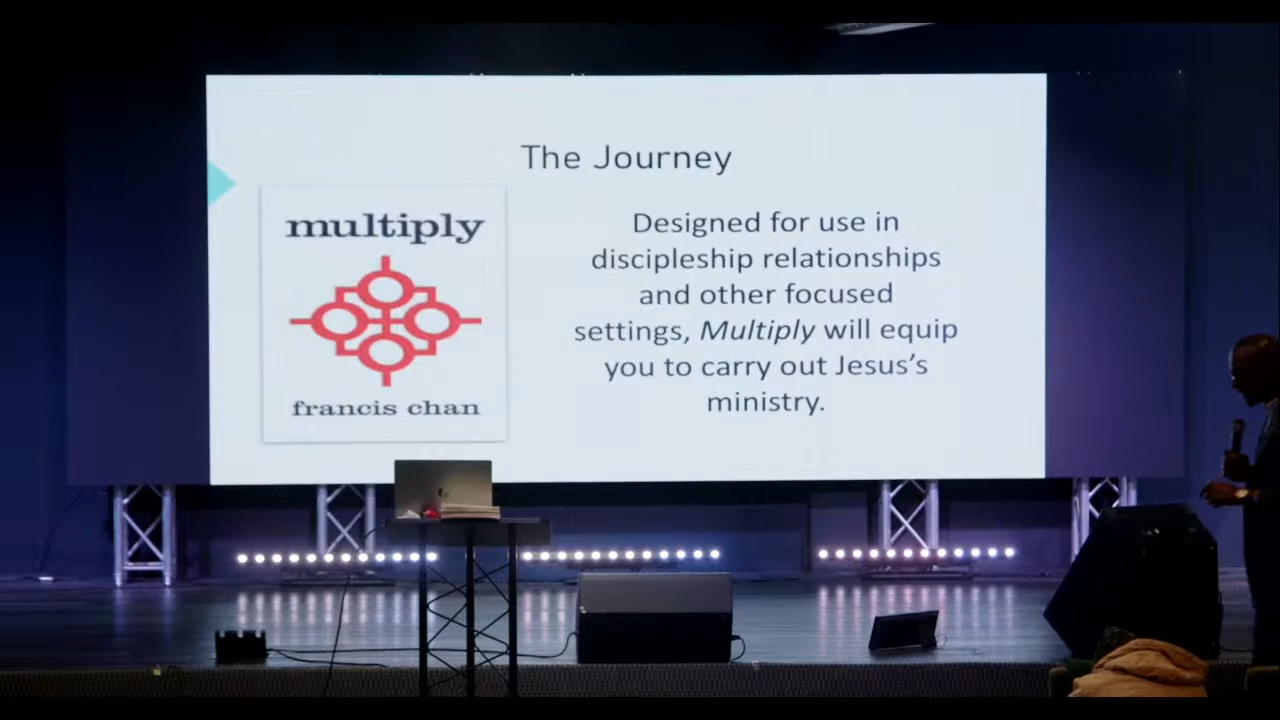 The Journey
multiply
francis chan
Designed for use in
discipleship relationships
and other focused
settings, Multiply will equip
you to carry out Jesus’s
ministry.